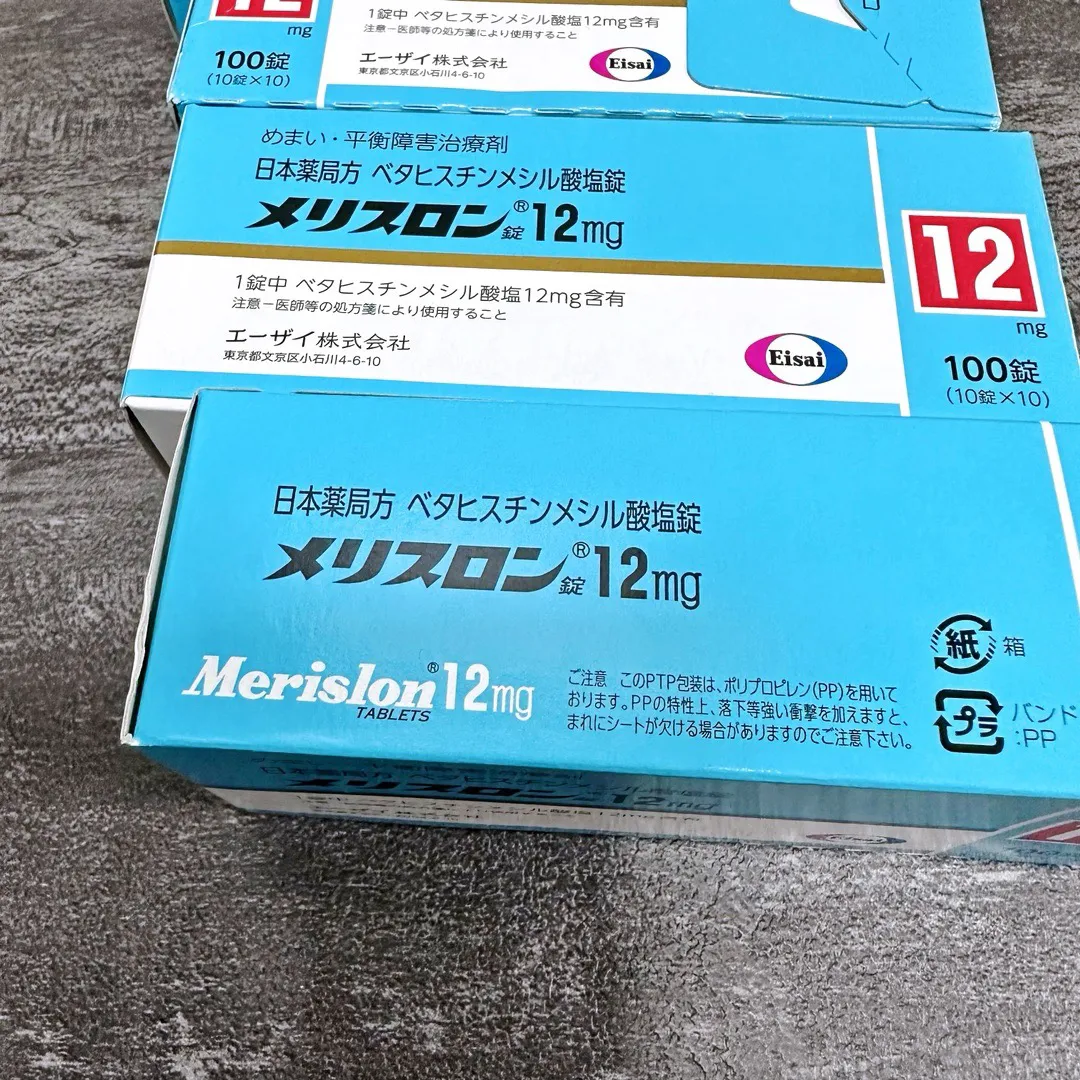 12
mg
100錠
(10錠×10)
1錠中 ベタヒスチンメシル酸塩12mg含有
注意－医師等の処方箋により使用すること
エーザイ株式会社
東京都文京区小石川4-6-10
Eisai
めまい・平衡障害治療剤
日本薬局方 ベタヒスチンメシル酸塩錠
メリスロン®錠12mg
1錠中 ベタヒスチンメシル酸塩12mg含有
注意－医師等の処方箋により使用すること
エーザイ株式会社
東京都文京区小石川4-6-10
Eisai
12
mg
100錠
(10錠×10)
日本薬局方 ベタヒスチンメシル酸塩錠
メリスロン®錠12mg
Merislon®12mg
TABLETS
ご注意 このPTP包装は、ポリプロピレン(PP)を用いて
おります。PPの特性上、落下等強い衝撃を加えますと、
まれにシートが欠ける場合がありますのでご注意下さい。
紙 箱
プラ バンド
:PP
メリスロン 12mg